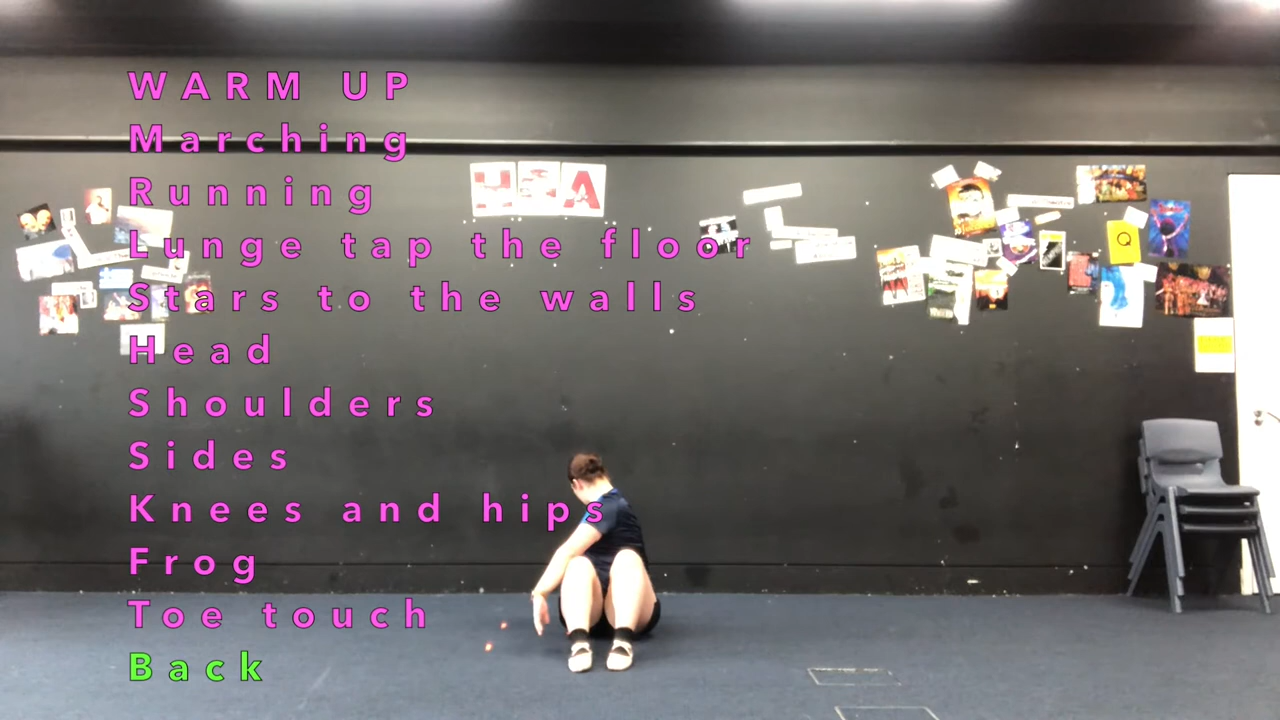 WARM UP
Marching
Running
Lunge tap the floor
Stars to the walls
Head
Shoulders
Sides
Knees and hips
Frog
Toe touch
Back
Q